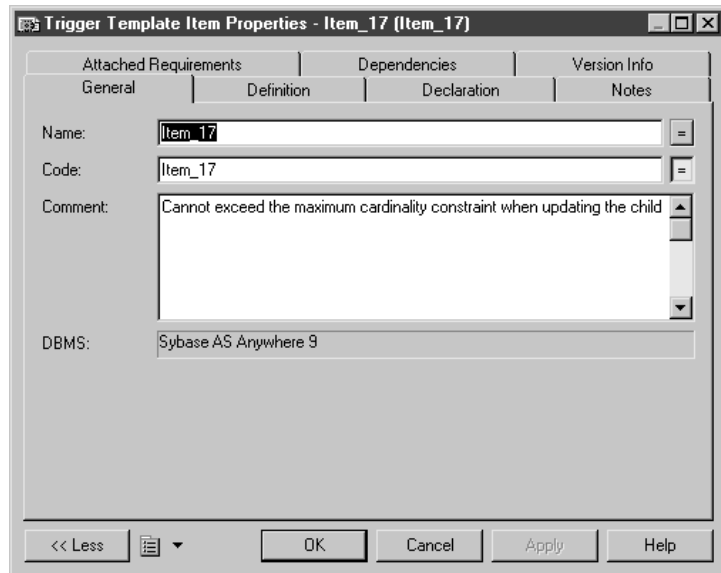 Trigger Template Item Properties - Item_17 (Item_17)
Attached Requirements Dependencies Version Info
General Definition Declaration Notes
Name: Item_17 =
Code: Item_17 =
Comment: Cannot exceed the maximum cardinality constraint when updating the child
DBMS: Sybase AS Anywhere 9
<< Less OK Cancel Apply Help